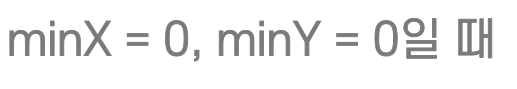 minX = 0, minY = 0일 때